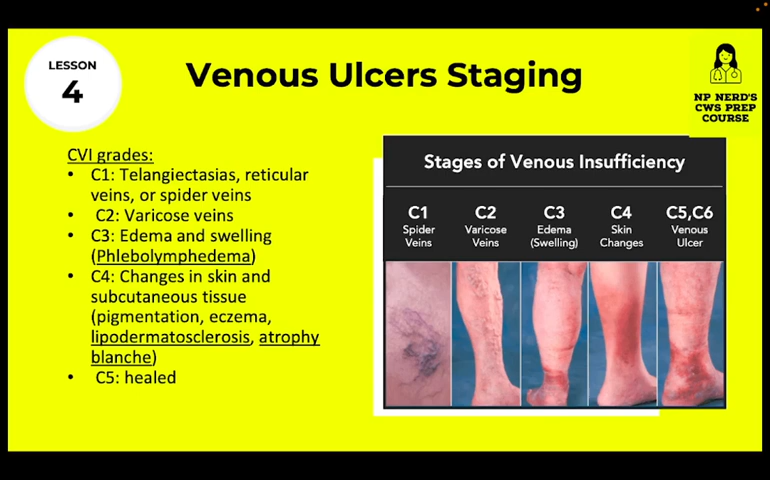 LESSON
4
Venous Ulcers Staging
NP NERD'S
CWS PREP
COURSE
CVI grades:
• C1: Telangiectasias, reticular
veins, or spider veins
• C2: Varicose veins
• C3: Edema and swelling
(Phlebolymphedema)
• C4: Changes in skin and
subcutaneous tissue
(pigmentation, eczema,
lipodermatosclerosis, atrophy
blanche)
• C5: healed
Stages of Venous Insufficiency
C1
Spider
Veins
C2
Varicose
Veins
C3
Edema
(Swelling)
C4
Skin
Changes
C5,C6
Venous
Ulcer